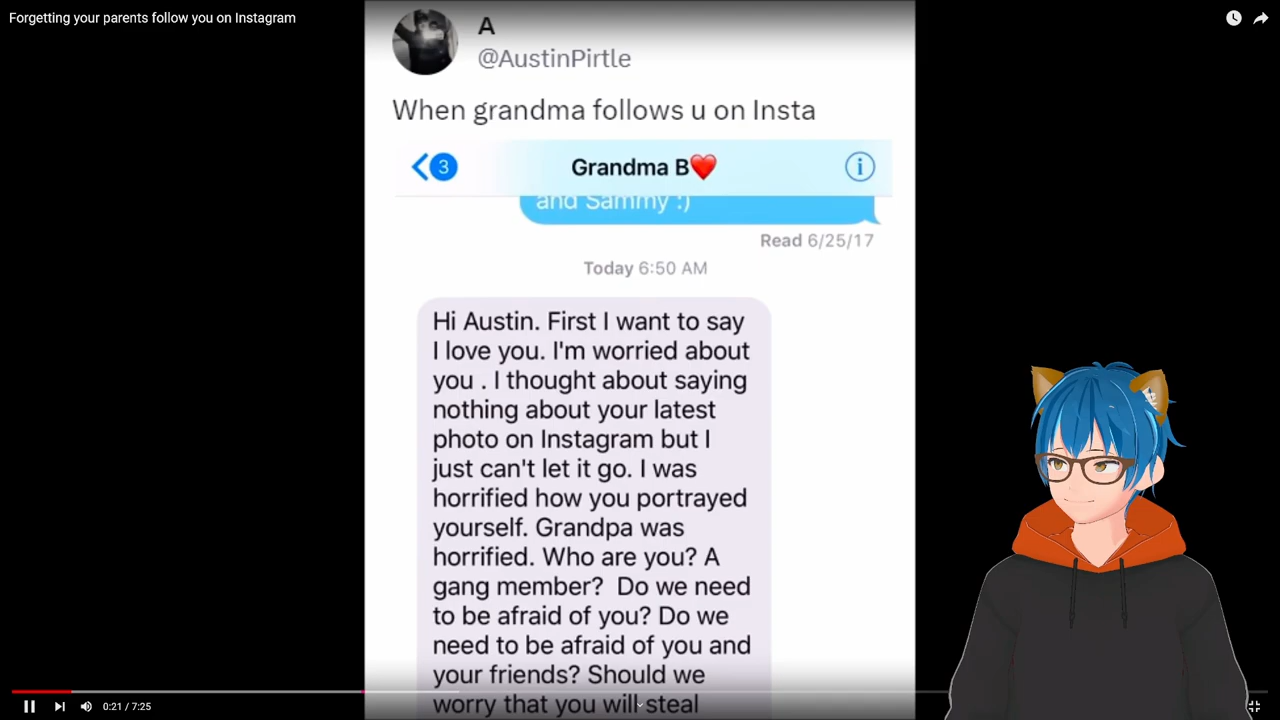 Forgetting your parents follow you on Instagram
A
@AustinPirtle
When grandma follows u on Insta
3
Grandma B❤️
i
and Sammy :)
Read 6/25/17
Today 6:50 AM
Hi Austin. First I want to say
I love you. I'm worried about
you . I thought about saying
nothing about your latest
photo on Instagram but I
just can't let it go. I was
horrified how you portrayed
yourself. Grandpa was
horrified. Who are you? A
gang member?  Do we need
to be afraid of you? Do we
need to be afraid of you and
your friends? Should we
worry that you will steal
0:21 / 7:25